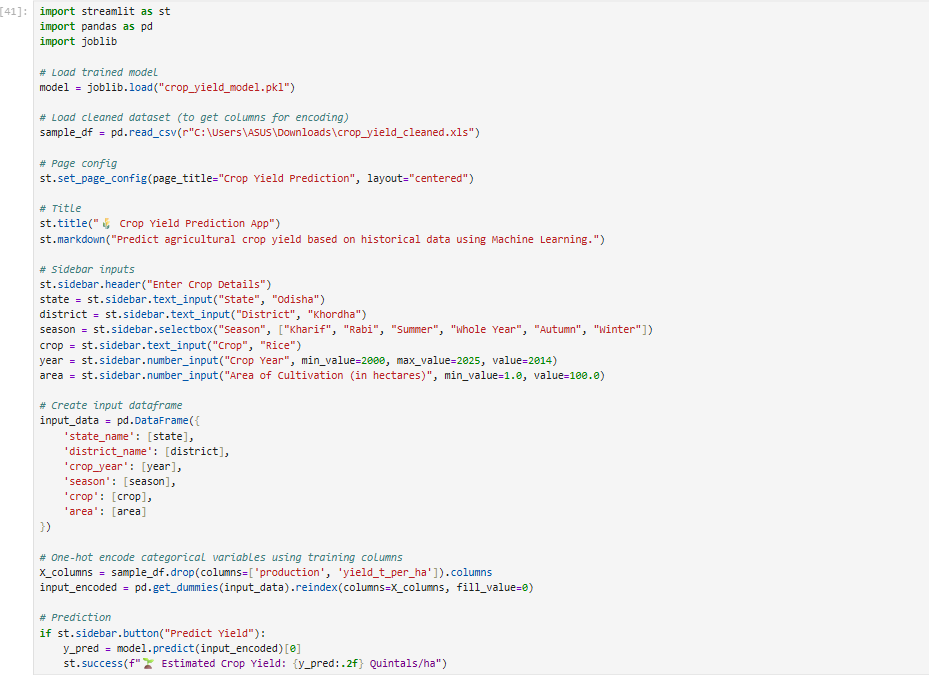 [41]:
import streamlit as st
import pandas as pd
import joblib
# Load trained model
model = joblib.load("crop_yield_model.pkl")
# Load cleaned dataset (to get columns for encoding)
sample_df = pd.read_csv(r"C:\Users\ASUS\Downloads\crop_yield_cleaned.xls")
# Page config
st.set_page_config(page_title="Crop Yield Prediction", layout="centered")
# Title
st.title("🌾 Crop Yield Prediction App")
st.markdown("Predict agricultural crop yield based on historical data using Machine Learning.")
# Sidebar inputs
st.sidebar.header("Enter Crop Details")
state = st.sidebar.text_input("State", "Odisha")
district = st.sidebar.text_input("District", "Khordha")
season = st.sidebar.selectbox("Season", ["Kharif", "Rabi", "Summer", "Whole Year", "Autumn", "Winter"])
crop = st.sidebar.text_input("Crop", "Rice")
year = st.sidebar.number_input("Crop Year", min_value=2000, max_value=2025, value=2014)
area = st.sidebar.number_input("Area of Cultivation (in hectares)", min_value=1.0, value=100.0)
# Create input dataframe
input_data = pd.DataFrame({
    'state_name': [state],
    'district_name': [district],
    'crop_year': [year],
    'season': [season],
    'crop': [crop],
    'area': [area]
})
# One-hot encode categorical variables using training columns
X_columns = sample_df.drop(columns=['production', 'yield_t_per_ha']).columns
input_encoded = pd.get_dummies(input_data).reindex(columns=X_columns, fill_value=0)
# Prediction
if st.sidebar.button("Predict Yield"):
    y_pred = model.predict(input_encoded)[0]
    st.success(f"🌱 Estimated Crop Yield: {y_pred:.2f} Quintals/ha")